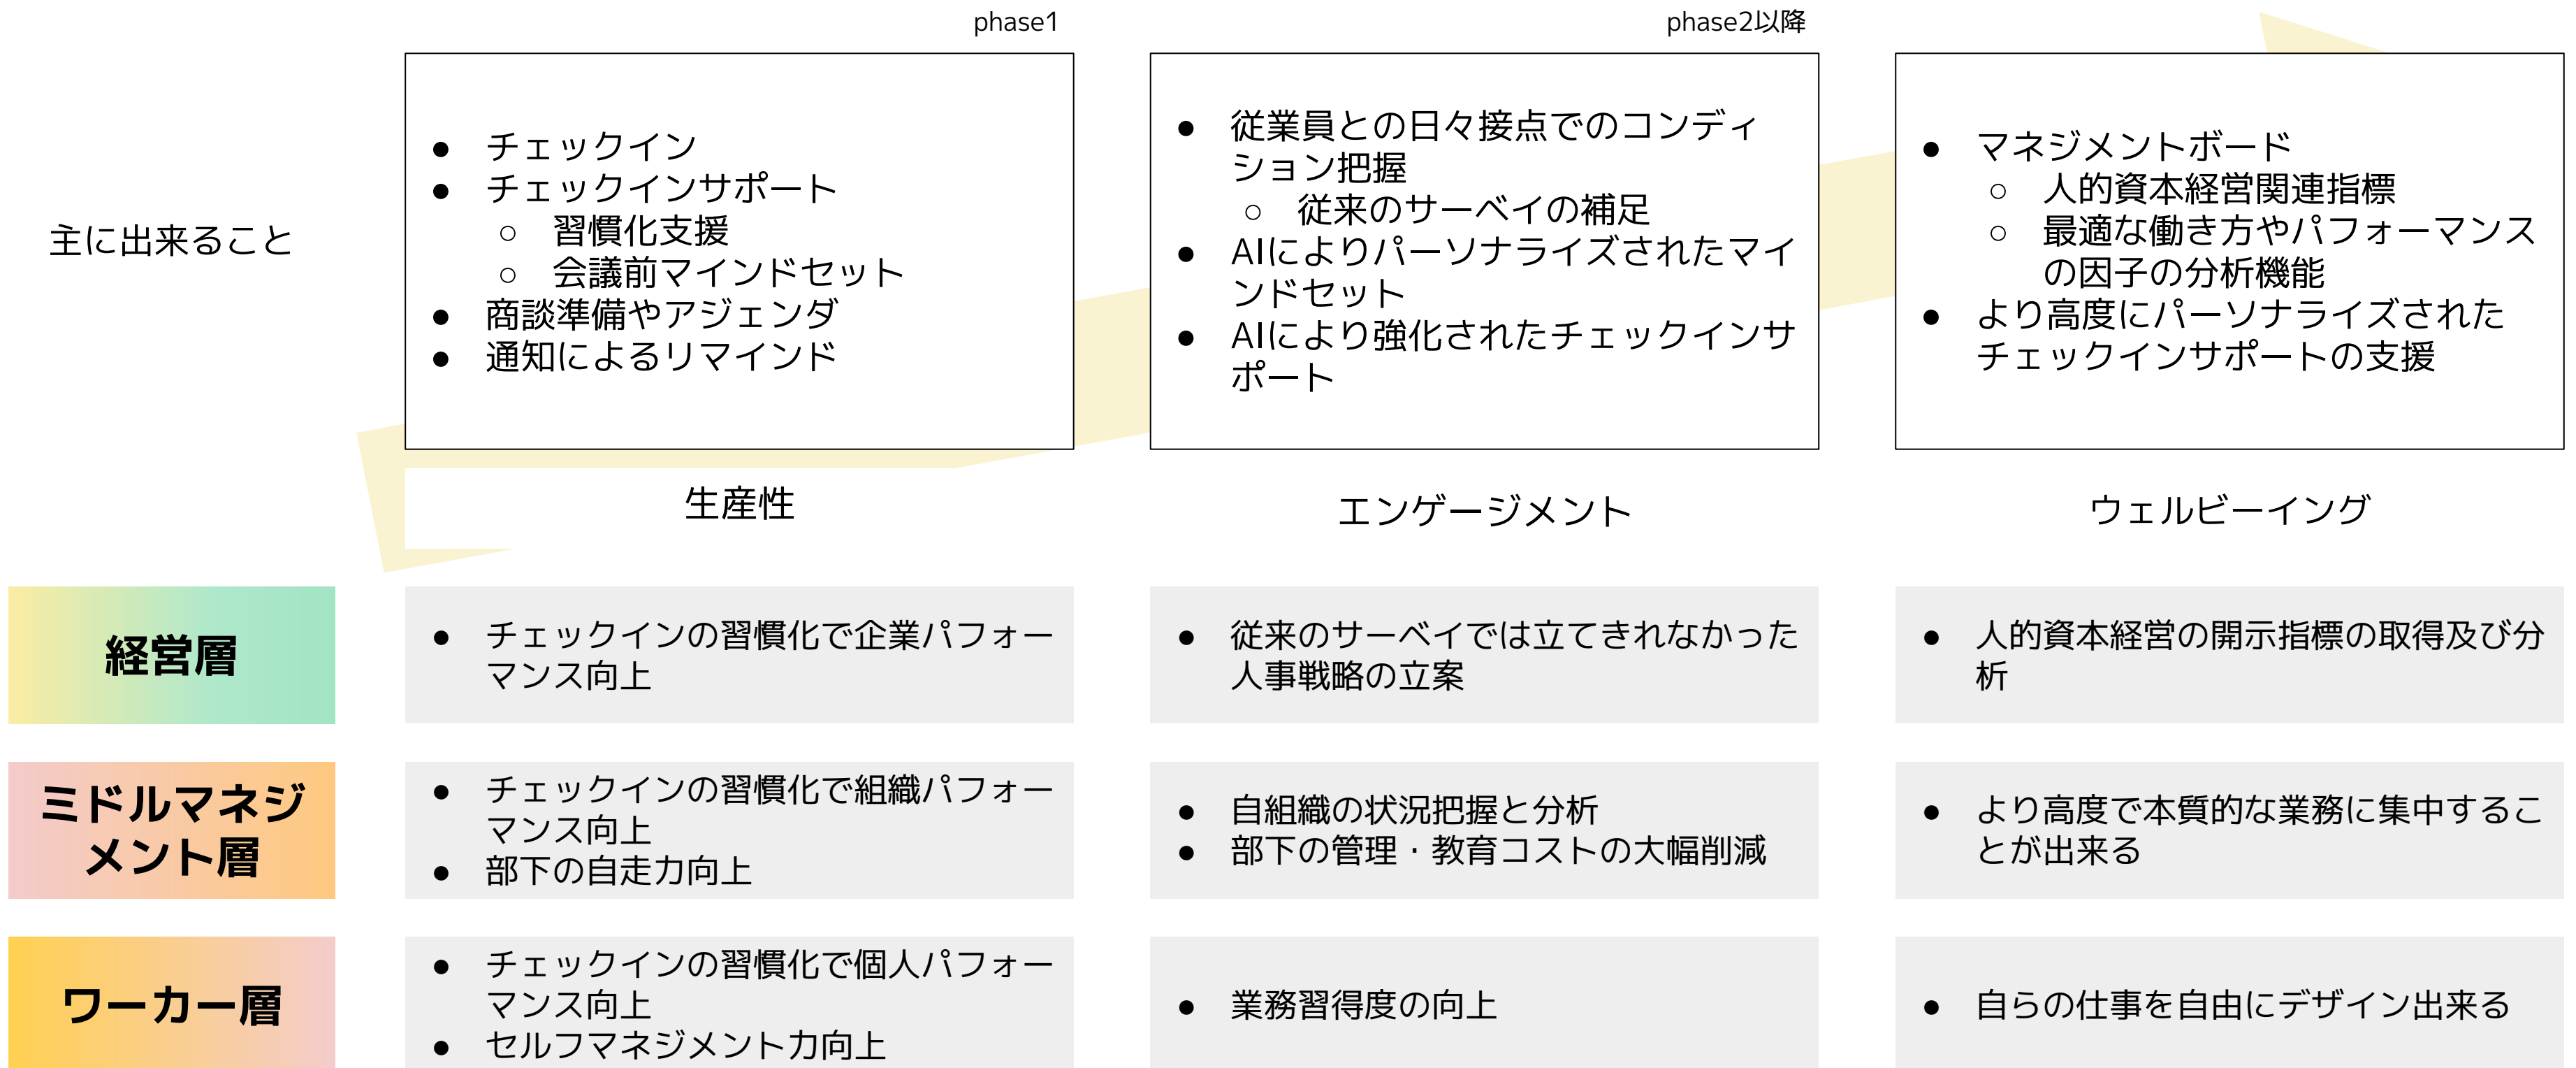 phase1
phase2以降
主に出来ること
● チェックイン
● チェックインサポート
○ 習慣化支援
○ 会議前マインドセット
● 商談準備やアジェンダ
● 通知によるリマインド
● 従業員との日々接点でのコンディ
ション把握
○ 従来のサーベイの補足
● AIによりパーソナライズされたマイ
ンドセット
● AIにより強化されたチェックインサ
ポート
● マネジメントボード
○ 人的資本経営関連指標
○ 最適な働き方やパフォーマンス
の因子の分析機能
● より高度にパーソナライズされた
チェックインサポートの支援
生産性
エンゲージメント
ウェルビーイング
経営層
● チェックインの習慣化で企業パフォー
マンス向上
● 従来のサーベイでは立てきれなかった
人事戦略の立案
● 人的資本経営の開示指標の取得及び分
析
ミドルマネジ
メント層
● チェックインの習慣化で組織パフォー
マンス向上
● 部下の自走力向上
● 自組織の状況把握と分析
● 部下の管理・教育コストの大幅削減
● より高度で本質的な業務に集中するこ
とが出来る
ワーカー層
● チェックインの習慣化で個人パフォー
マンス向上
● セルフマネジメント力向上
● 業務習得度の向上
● 自らの仕事を自由にデザイン出来る